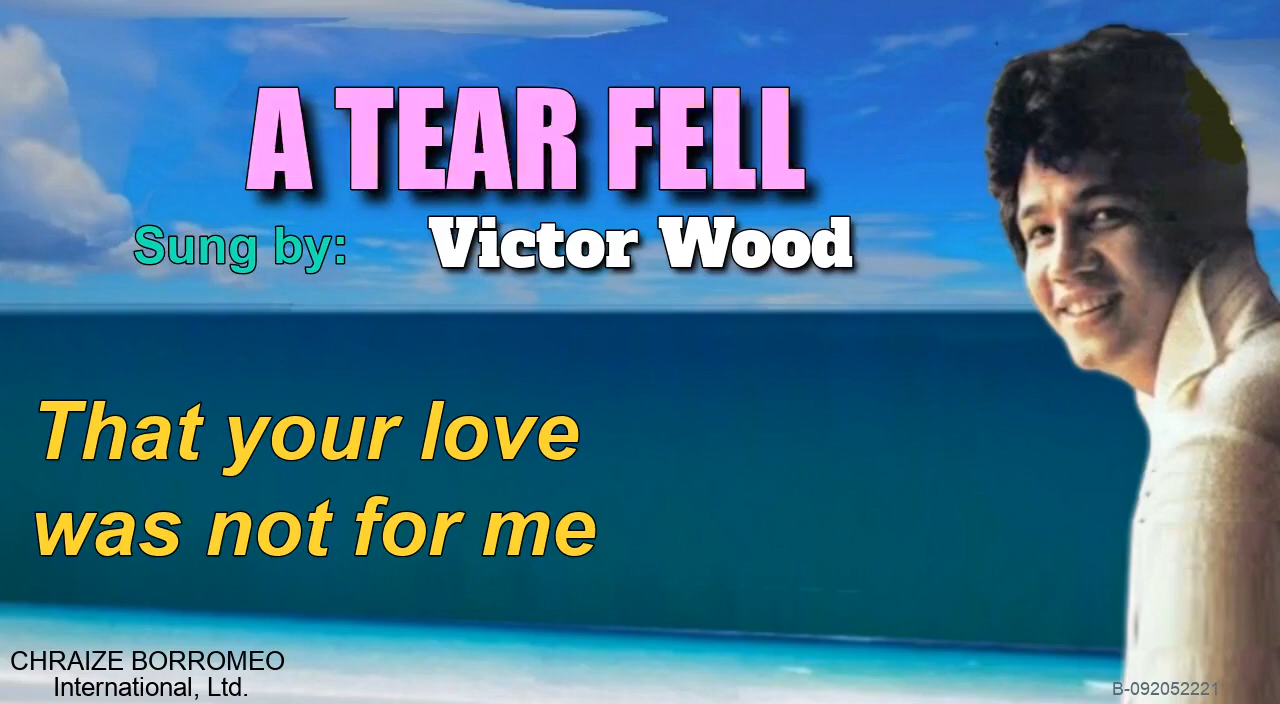 A TEAR FELL
Sung by: Victor Wood
That your love
was not for me
CHRAIZE BORROMEO
International, Ltd.
B-092052221